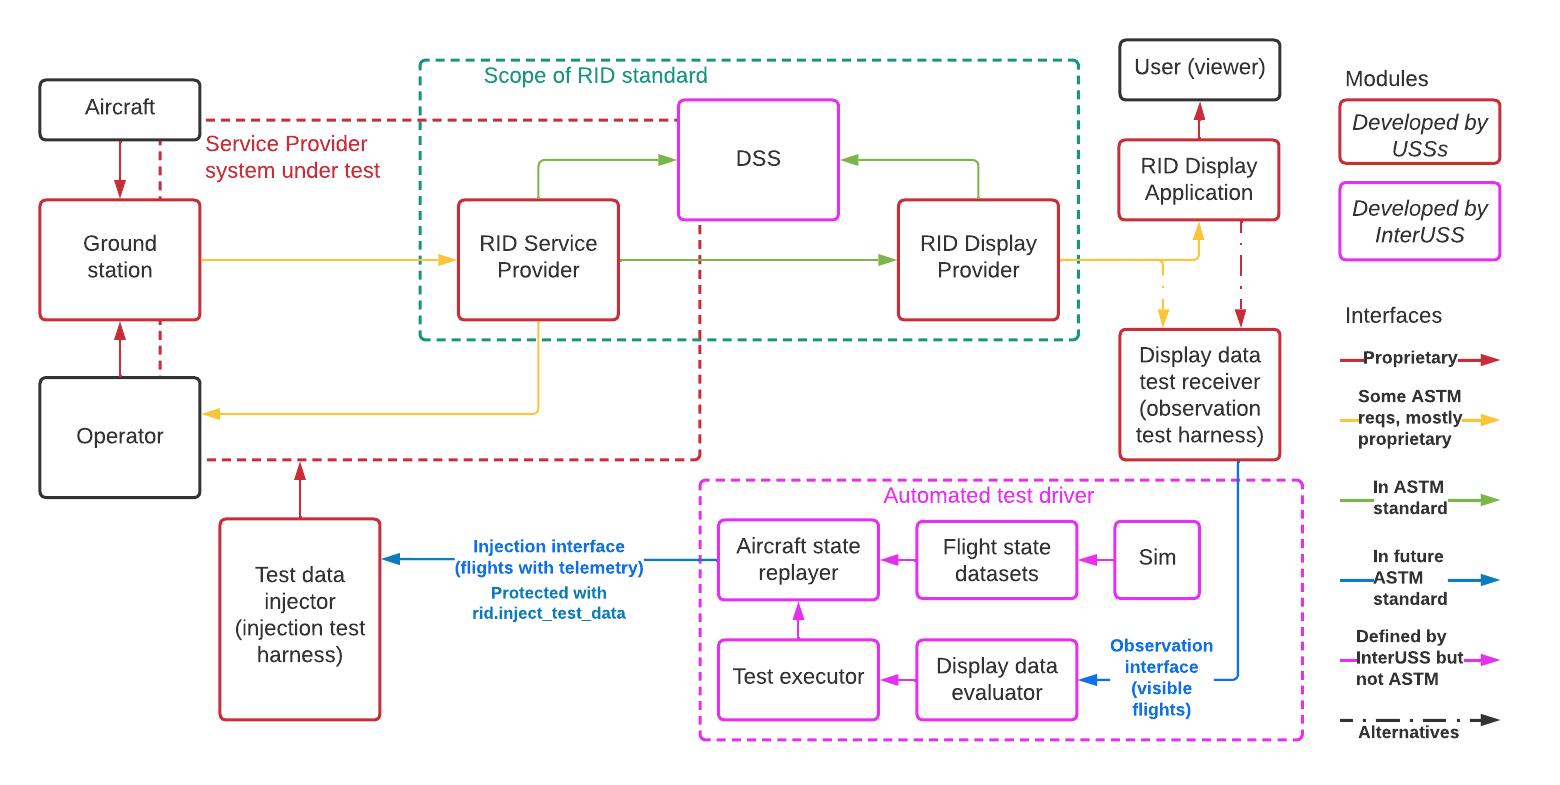 Aircraft
Service Provider
system under test
Ground
station
Operator
Scope of RID standard
DSS
RID Service
Provider
RID Display
Provider
User (viewer)
RID Display
Application
Display data
test receiver
(observation
test harness)
Test data
injector
(injection test
harness)
Injection interface
(flights with telemetry)
Protected with
rid.inject_test_data
Automated test driver
Aircraft state
replayer
Flight state
datasets
Sim
Test executor
Display data
evaluator
Observation
interface
(visible
flights)
Modules
Developed by
USSs
Developed by
InterUSS
Interfaces
Proprietary
Some ASTM
reqs, mostly
proprietary
In ASTM
standard
In future
ASTM
standard
Defined by
InterUSS but
not ASTM
Alternatives